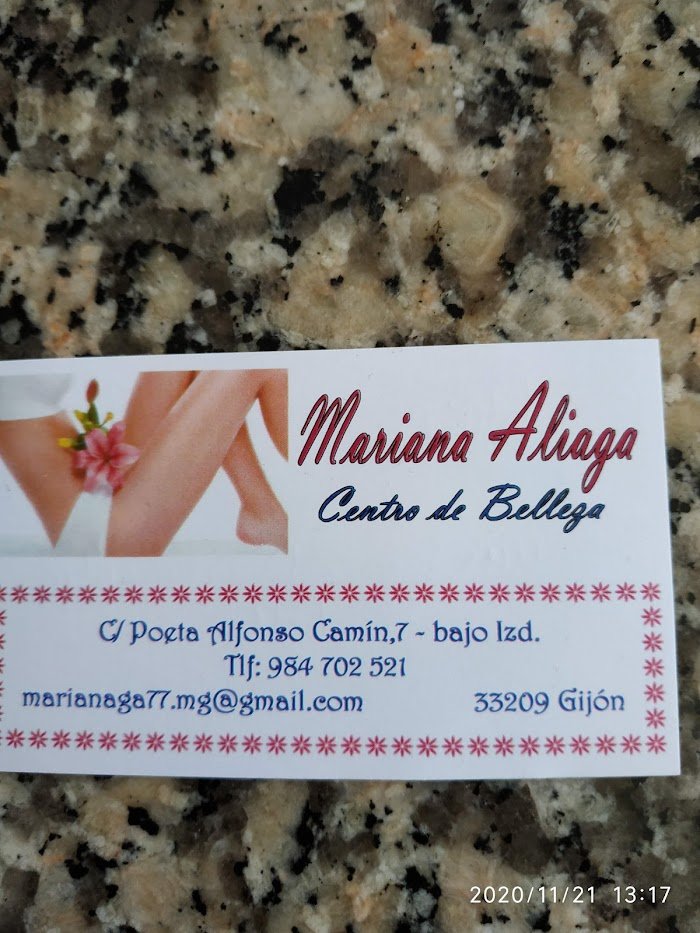 Mariana Aliaga
Centro de Belleza
C/ Poeta Alfonso Camín,7 - bajo Izd.
Tlf: 984 702 521
marianaga77.mg@gmail.com 33209 Gijón
2020/11/21 13:17